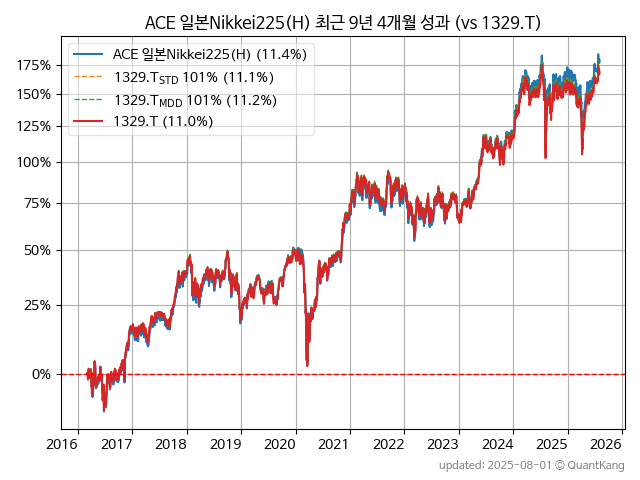 ACE 일본Nikkei225(H) 최근 9년 4개월 성과 (vs 1329.T)
ACE 일본Nikkei225(H) (11.4%)
1329.T_STD 101% (11.1%)
1329.T_MDD 101% (11.2%)
1329.T (11.0%)
175%
150%
125%
100%
75%
50%
25%
0%
2016 2017 2018 2019 2020 2021 2022 2023 2024 2025 2026
updated: 2025-08-01 © QuantKang